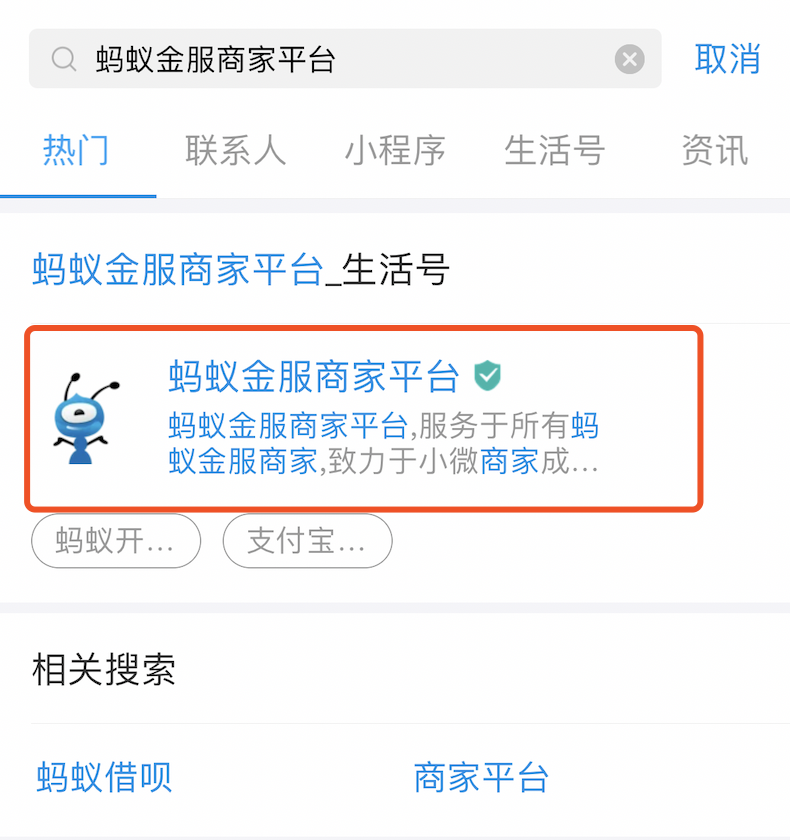 蚂蚁金服商家平台
取消
热门 联系人 小程序 生活号 资讯
蚂蚁金服商家平台_生活号
蚂蚁金服商家平台
蚂蚁金服商家平台,服务于所有蚂
蚁金服商家,致力于小微商家成...
蚂蚁开... 支付宝...
相关搜索
蚂蚁借呗 商家平台